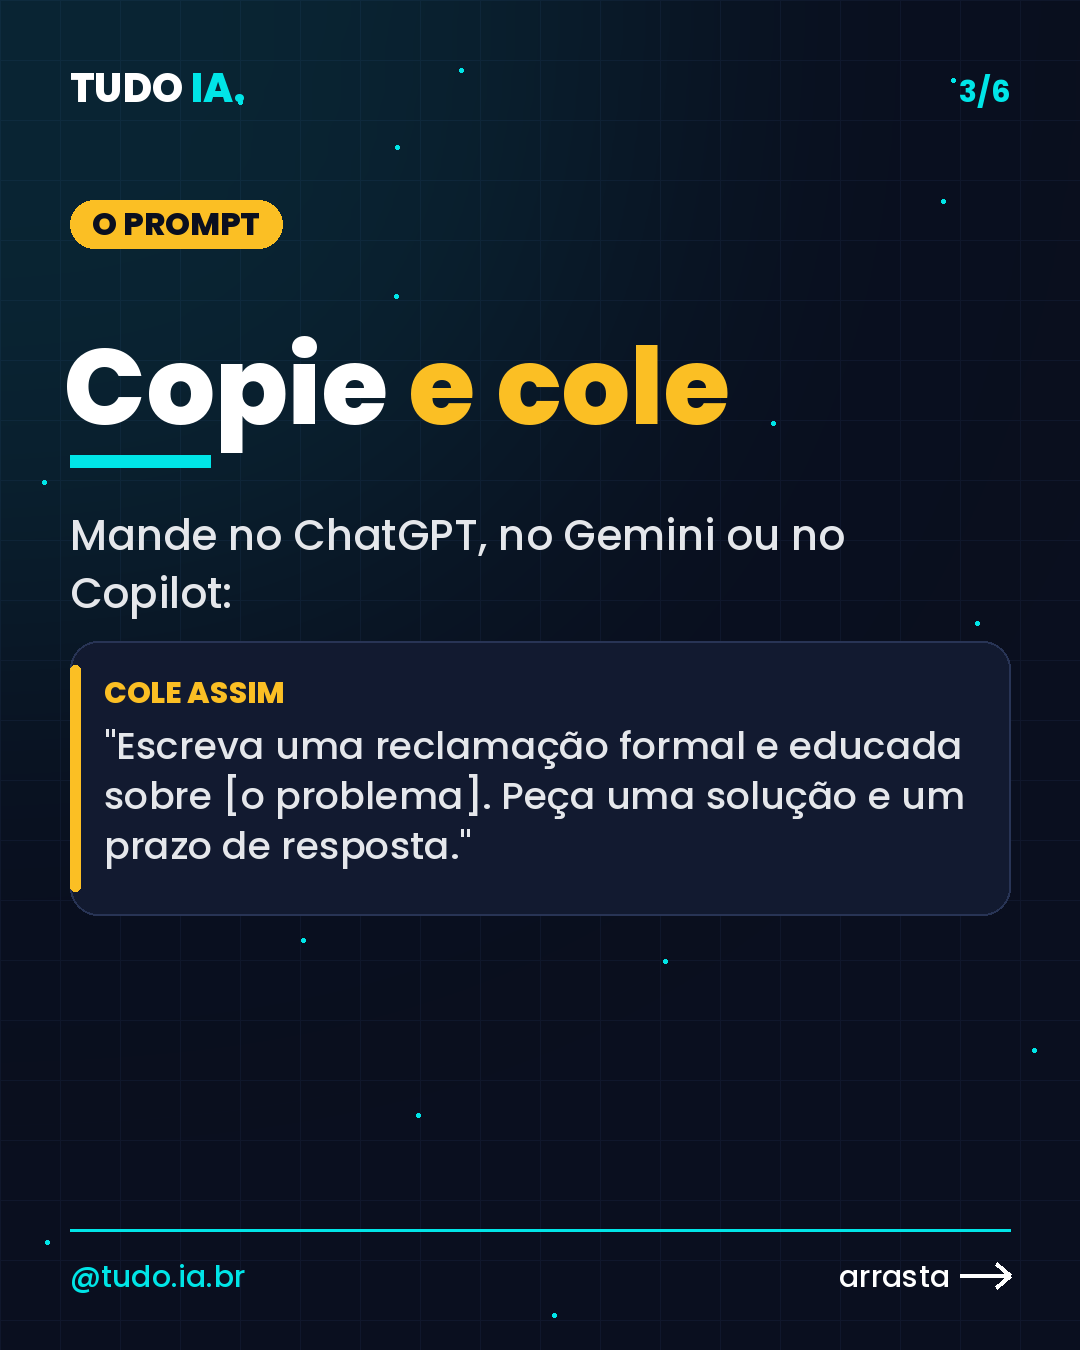 TUDO IA.
3/6
O PROMPT
Copie e cole
Mande no ChatGPT, no Gemini ou no
Copilot:
COLE ASSIM
"Escreva uma reclamação formal e educada
sobre [o problema]. Peça uma solução e um
prazo de resposta."
@tudo.ia.br
arrasta